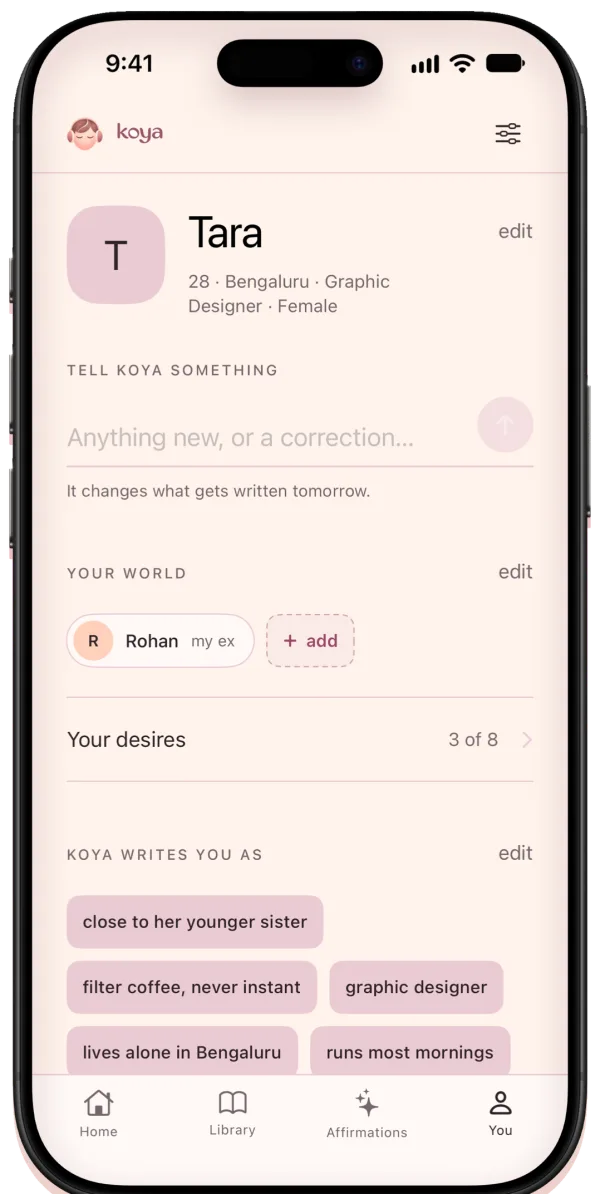 9:41
koya
T
Tara
edit
28 · Bengaluru · Graphic
Designer · Female
TELL KOYA SOMETHING
Anything new, or a correction...
It changes what gets written tomorrow.
YOUR WORLD
edit
R Rohan my ex
+ add
Your desires
3 of 8
KOYA WRITES YOU AS
edit
close to her younger sister
filter coffee, never instant
graphic designer
lives alone in Bengaluru
runs most mornings
Home
Library
Affirmations
You